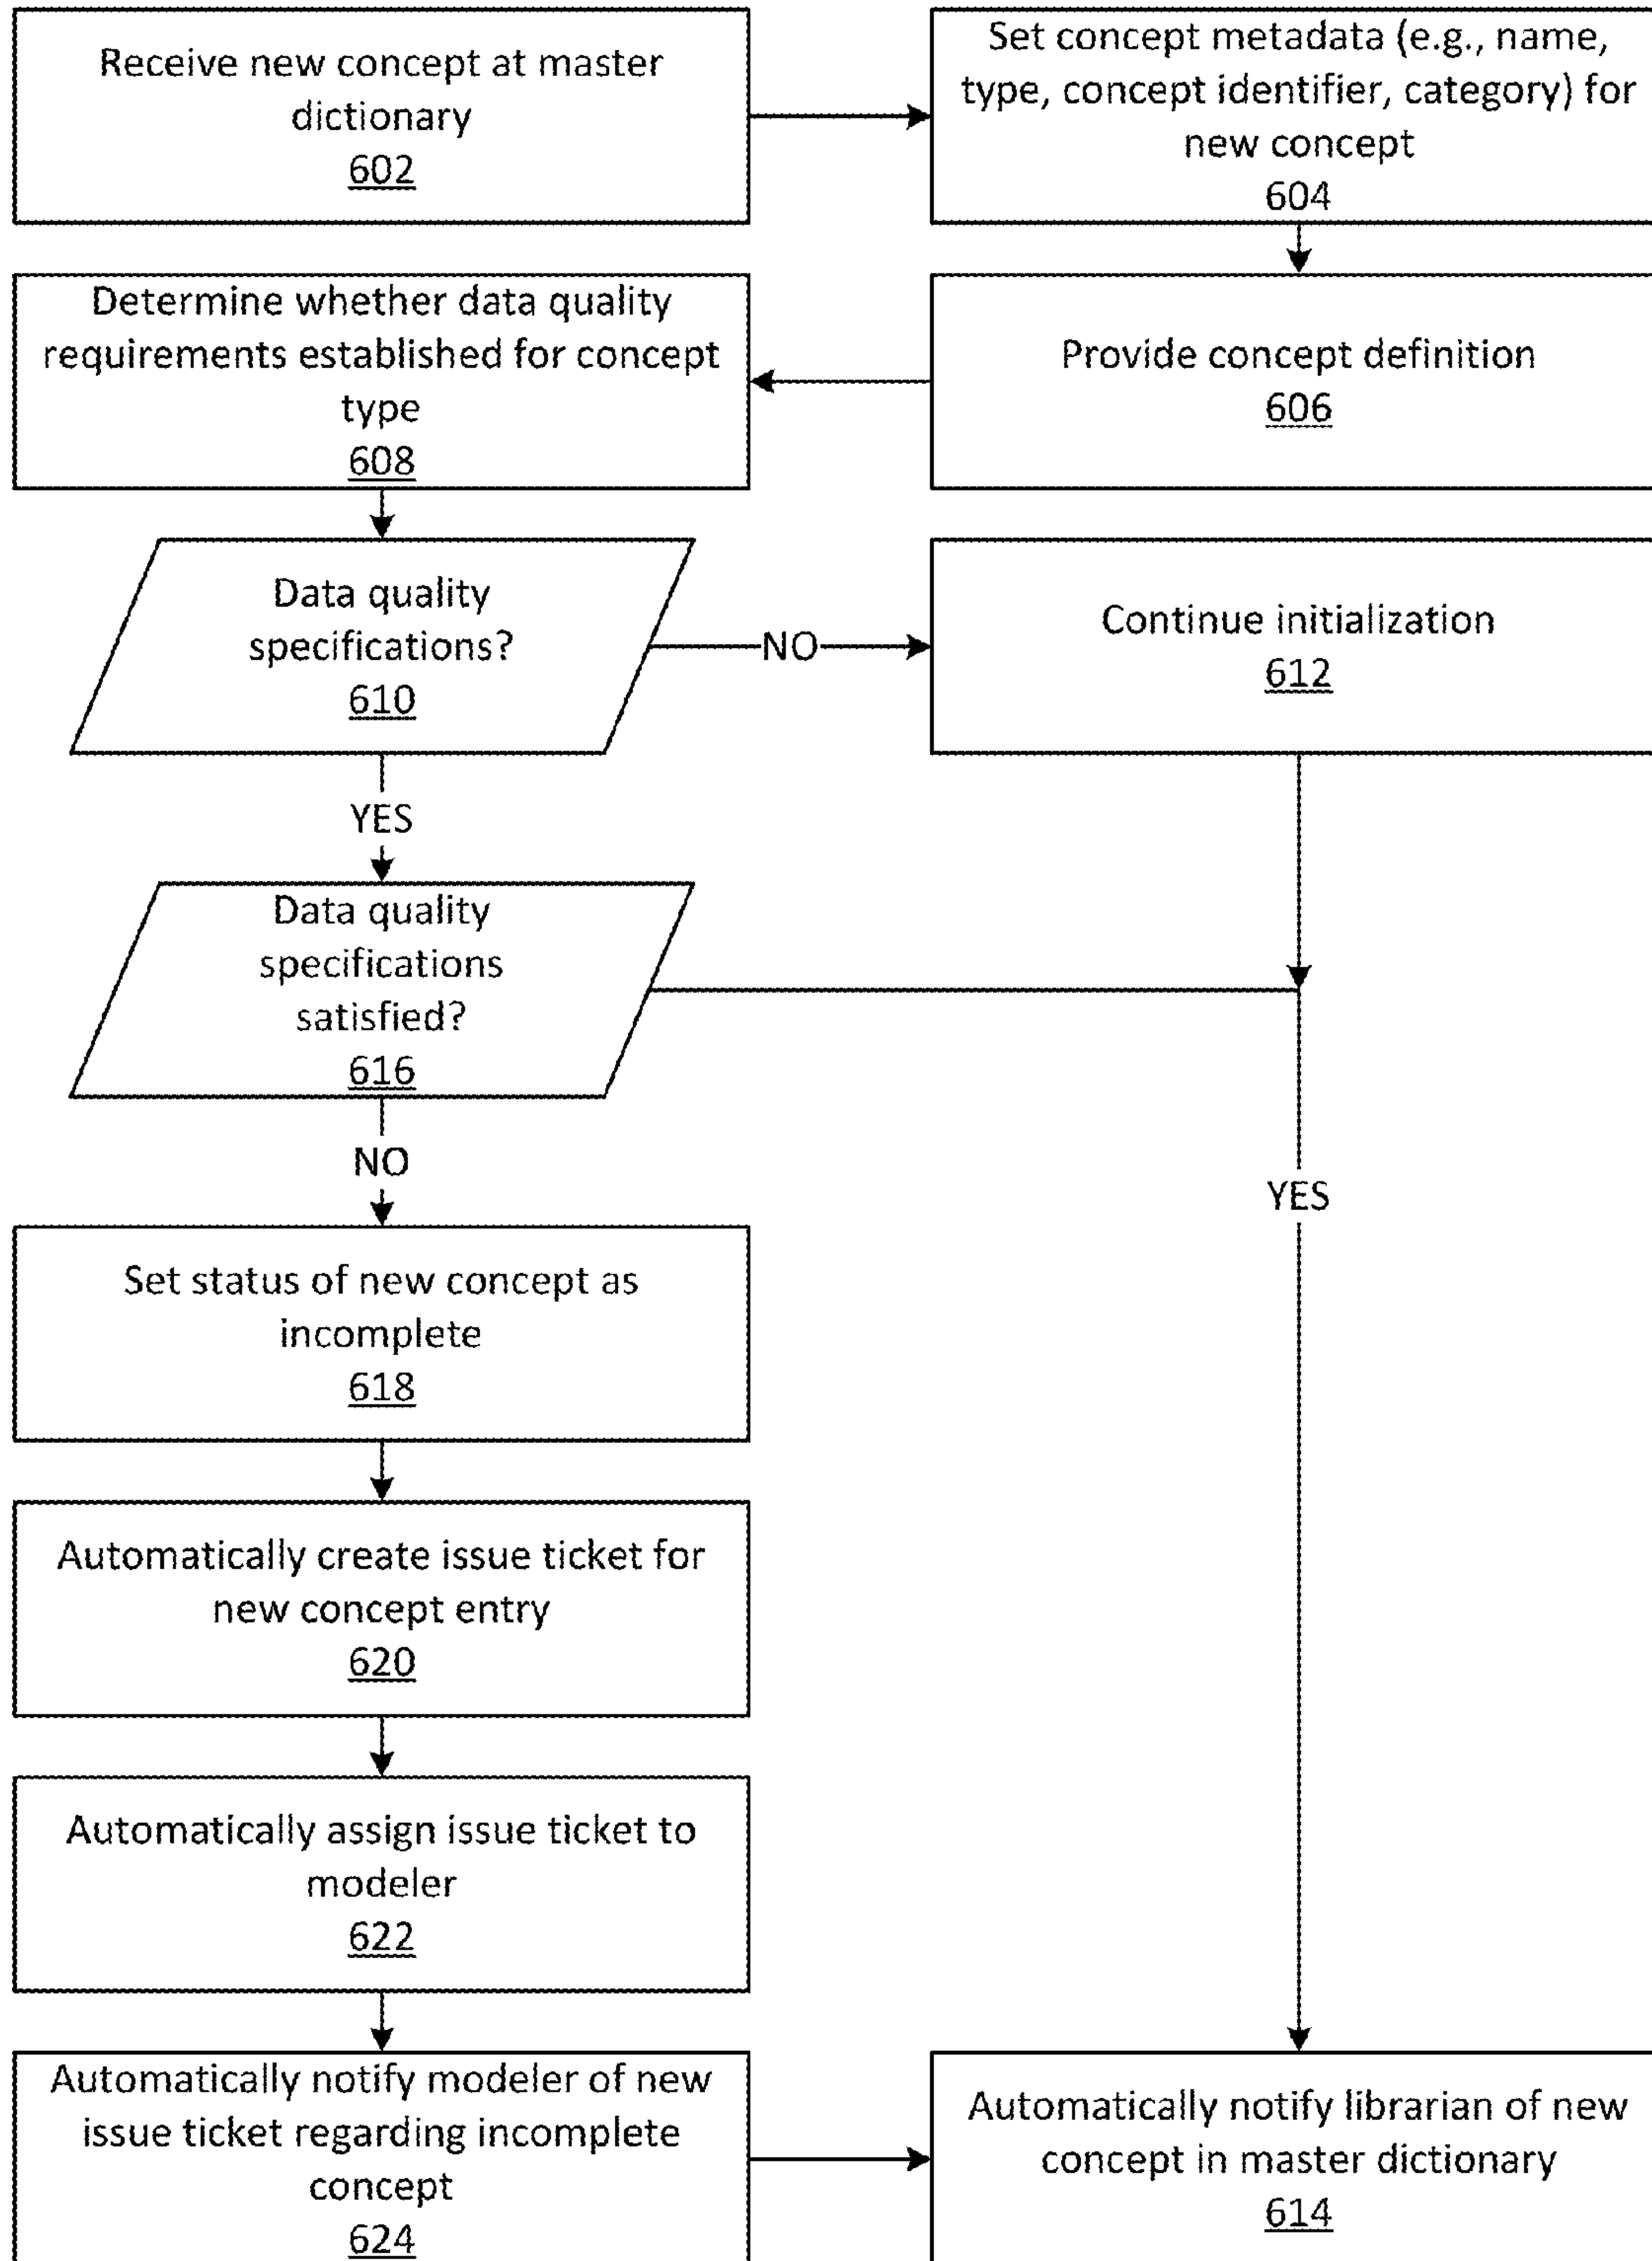 Receive new concept at master
dictionary
602
Set concept metadata (e.g., name,
type, concept identifier, category) for
new concept
604
Determine whether data quality
requirements established for concept
type
608
Provide concept definition
606
Data quality
specifications?
610
NO
Continue initialization
612
YES
Data quality
specifications
satisfied?
616
NO
YES
Set status of new concept as
incomplete
618
Automatically create issue ticket for
new concept entry
620
Automatically assign issue ticket to
modeler
622
Automatically notify modeler of new
issue ticket regarding incomplete
concept
624
Automatically notify librarian of new
concept in master dictionary
614